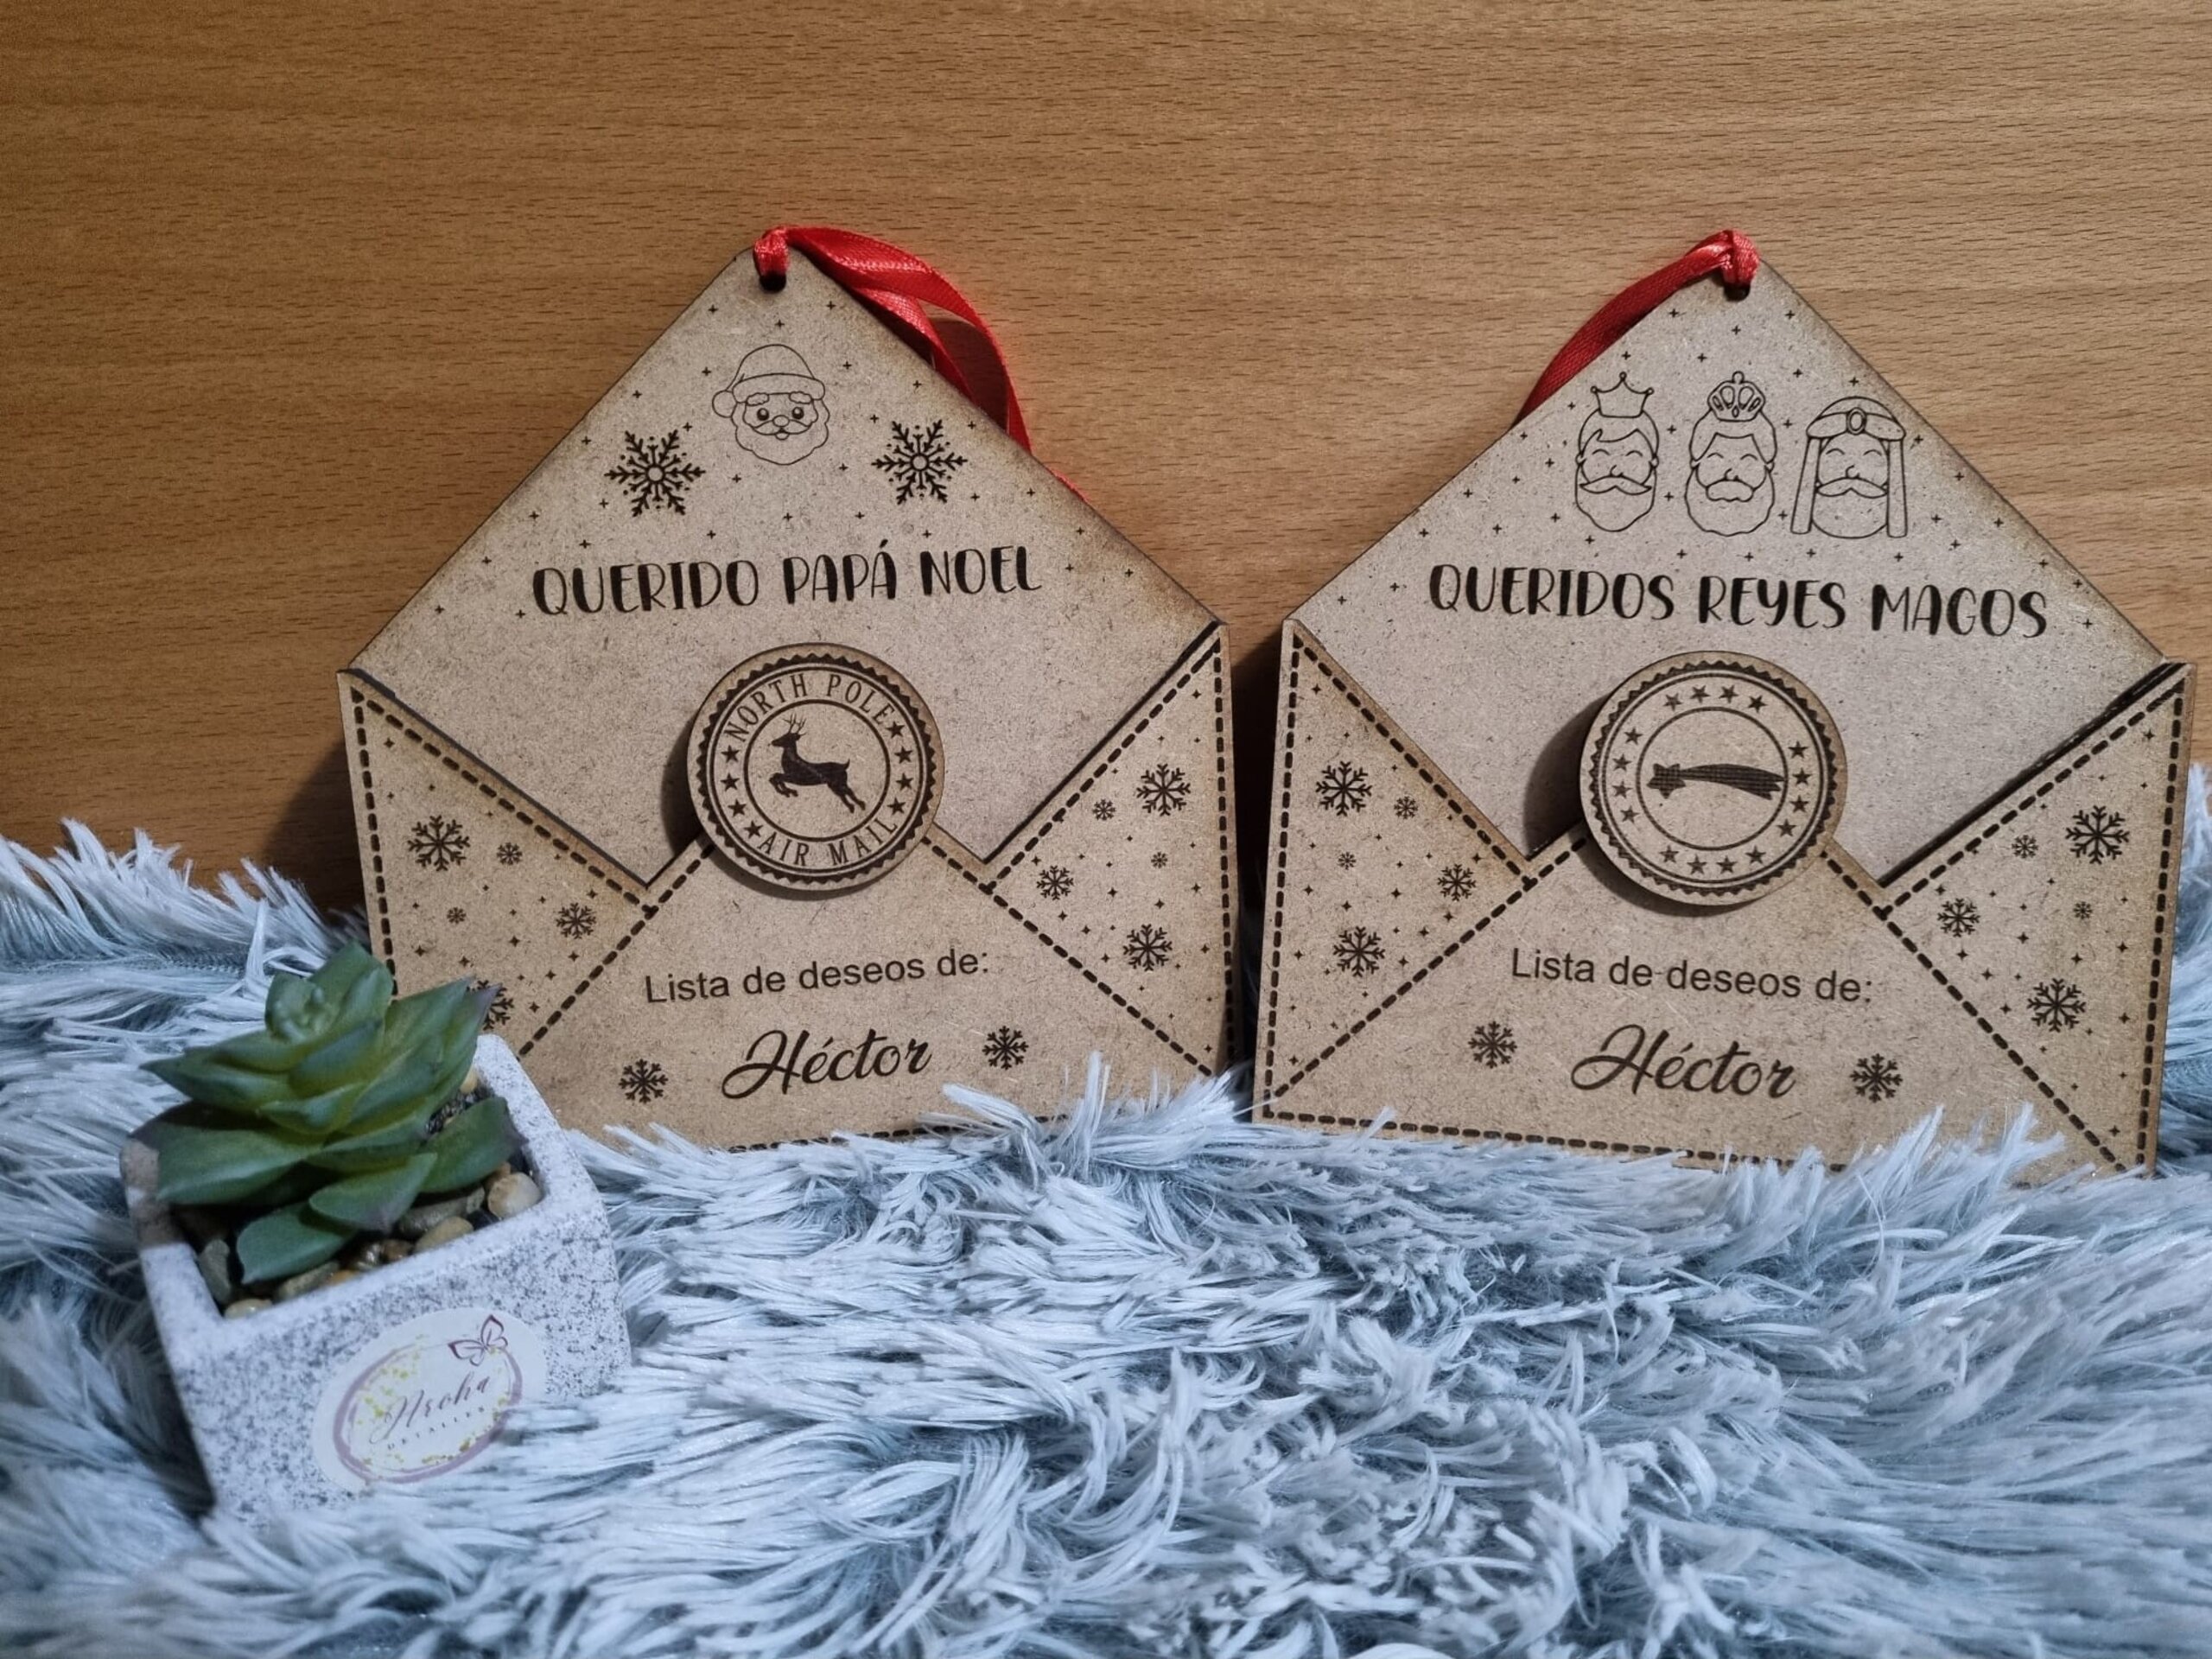 QUERIDO PAPÁ NOEL
NORTH POLE
AIR MAIL
Lista de deseos de:
Héctor
QUERIDOS REYES MAGOS
Lista de deseos de:
Héctor
DETALLES